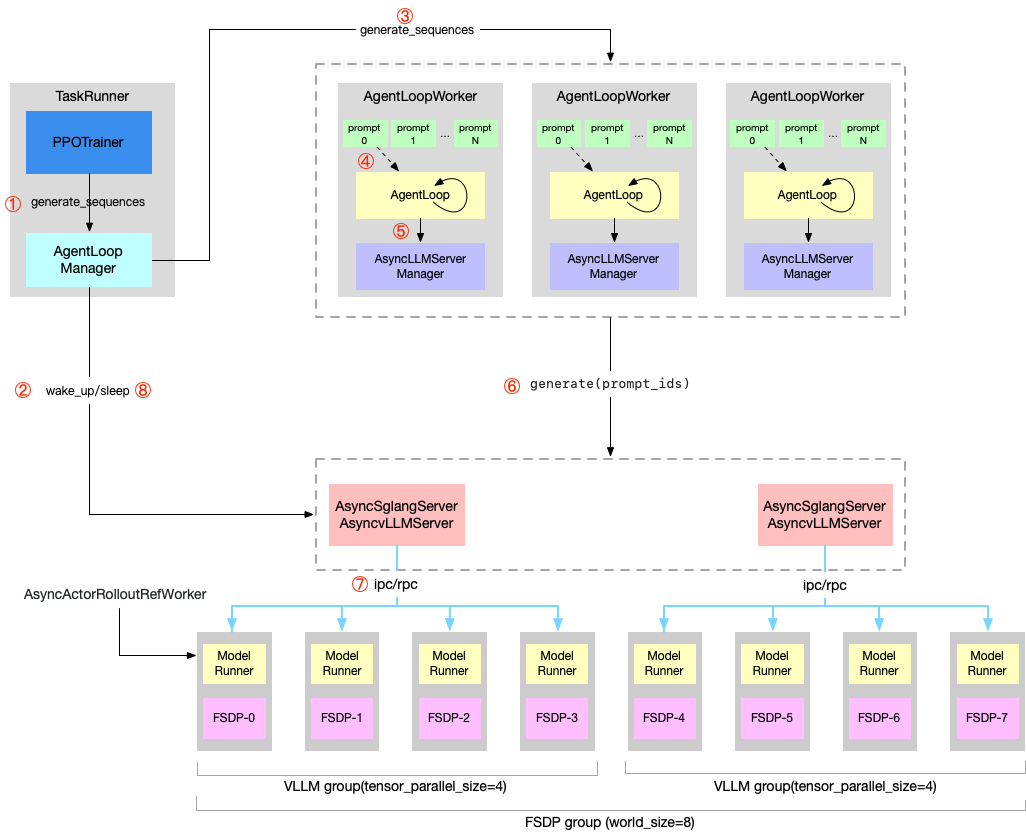 ③
generate_sequences
TaskRunner
PPOTrainer
① generate_sequences
AgentLoop
Manager
AgentLoopWorker
prompt
0
prompt
1
...
prompt
N
④
AgentLoop
⑤
AsyncLLMServer
Manager
AgentLoopWorker
prompt
0
prompt
1
...
prompt
N
AgentLoop
AsyncLLMServer
Manager
AgentLoopWorker
prompt
0
prompt
1
...
prompt
N
AgentLoop
AsyncLLMServer
Manager
② wake_up/sleep ⑧
⑥ generate(prompt_ids)
AsyncSglangServer
AsyncvLLMServer
AsyncSglangServer
AsyncvLLMServer
⑦ ipc/rpc
ipc/rpc
AsyncActorRolloutRefWorker
Model
Runner
FSDP-0
Model
Runner
FSDP-1
Model
Runner
FSDP-2
Model
Runner
FSDP-3
Model
Runner
FSDP-4
Model
Runner
FSDP-5
Model
Runner
FSDP-6
Model
Runner
FSDP-7
VLLM group(tensor_parallel_size=4)
VLLM group(tensor_parallel_size=4)
FSDP group (world_size=8)